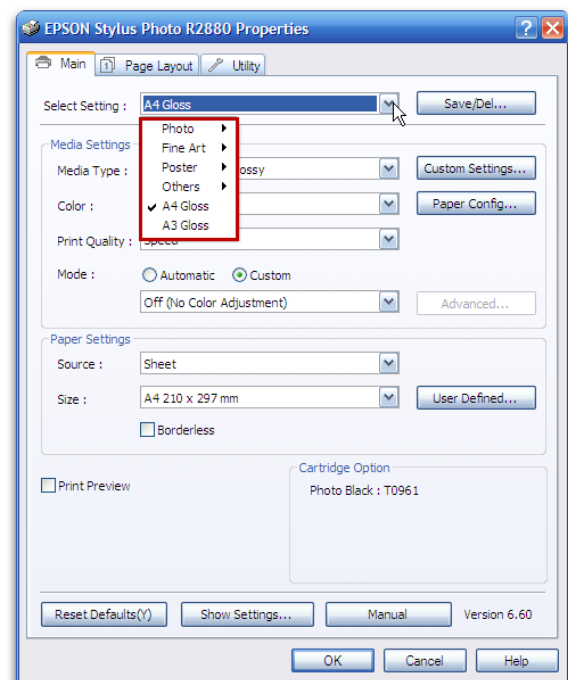 EPSON Stylus Photo R2880 Properties
Main Page Layout Utility
Select Setting : A4 Gloss Save/Del...
Photo
Fine Art
Poster
Others
A4 Gloss
A3 Gloss
Media Settings
Media Type : ossy Custom Settings...
Color : Paper Config...
Print Quality : Speed
Mode : Automatic Custom
Off (No Color Adjustment) Advanced...
Paper Settings
Source : Sheet
Size : A4 210 x 297 mm User Defined...
Borderless
Print Preview
Cartridge Option
Photo Black : T0961
Reset Defaults(Y) Show Settings... Manual Version 6.60
OK Cancel Help